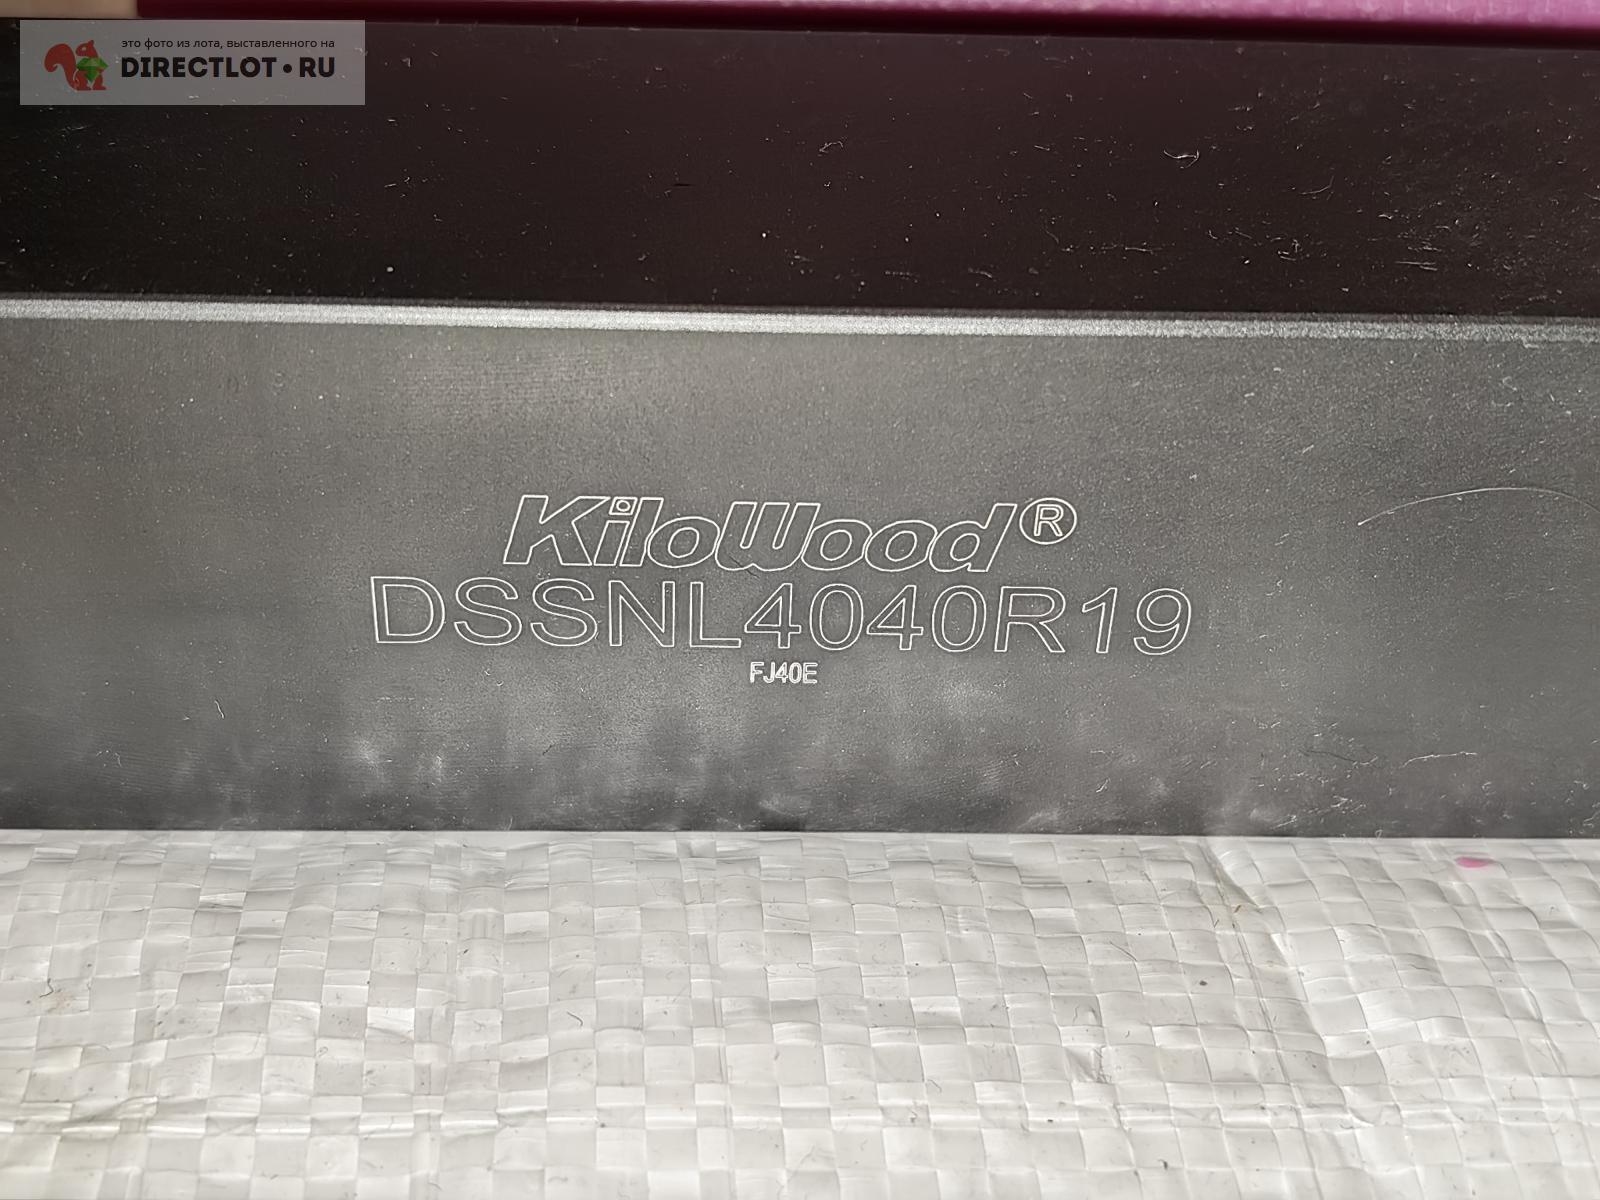 это фото из лота, выставленного на
DIRECTLOT•RU
KiloWood®
DSSNL4040R19
FJ40E